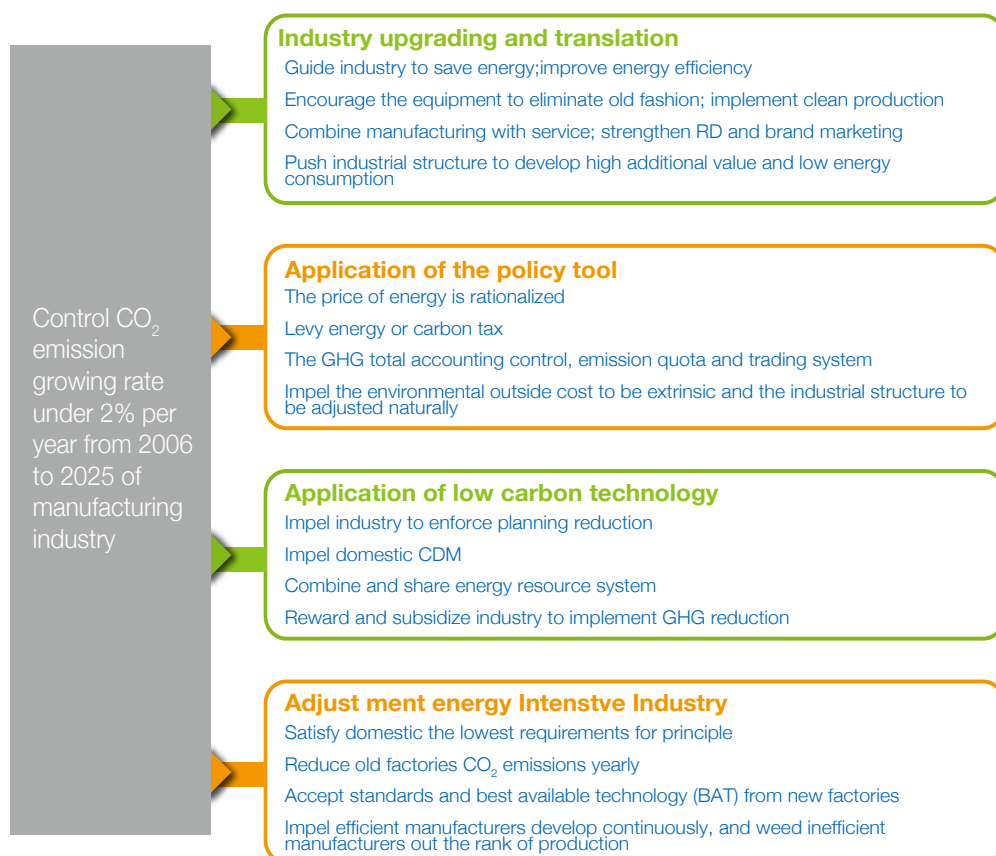 Control CO₂
emission
growing rate
under 2% per
year from 2006
to 2025 of
manufacturing
industry
Industry upgrading and translation
Guide industry to save energy;improve energy efficiency
Encourage the equipment to eliminate old fashion; implement clean production
Combine manufacturing with service; strengthen RD and brand marketing
Push industrial structure to develop high additional value and low energy
consumption
Application of the policy tool
The price of energy is rationalized
Levy energy or carbon tax
The GHG total accounting control, emission quota and trading system
Impel the environmental outside cost to be extrinsic and the industrial structure to
be adjusted naturally
Application of low carbon technology
Impel industry to enforce planning reduction
Impel domestic CDM
Combine and share energy resource system
Reward and subsidize industry to implement GHG reduction
Adjust ment energy Intenstve Industry
Satisfy domestic the lowest requirements for principle
Reduce old factories CO₂ emissions yearly
Accept standards and best available technology (BAT) from new factories
Impel efficient manufacturers develop continuously, and weed inefficient
manufacturers out the rank of production